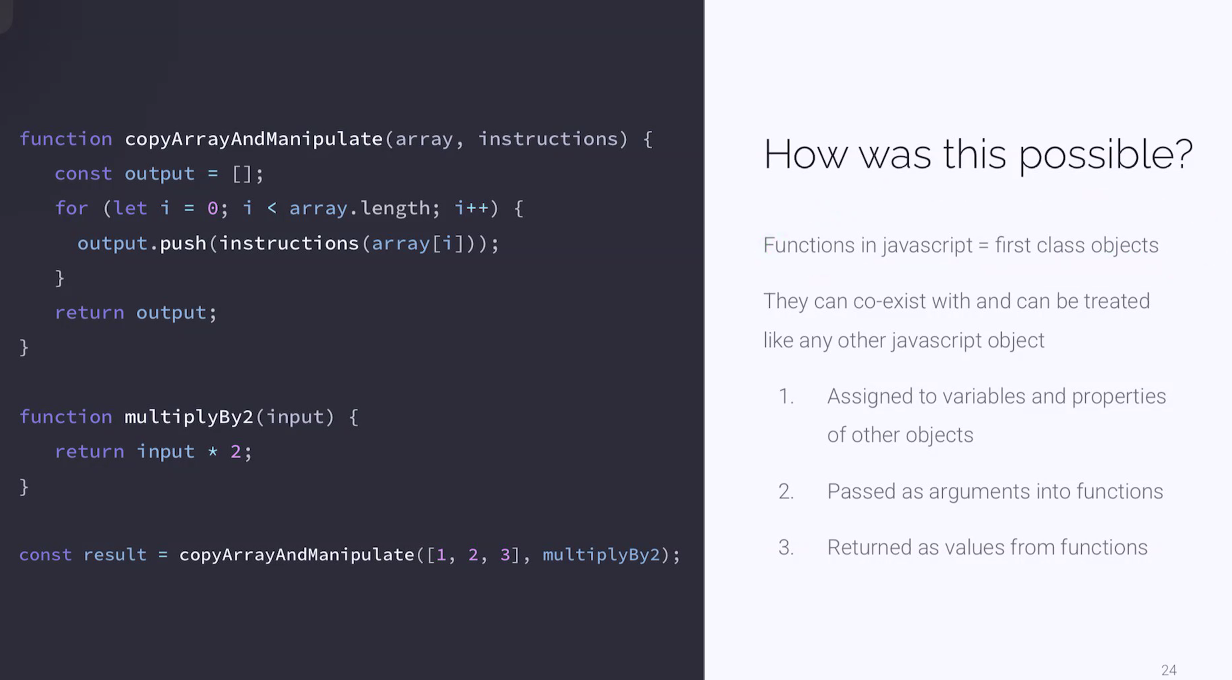 function copyArrayAndManipulate(array, instructions) {
const output = [];
for (let i = 0; i < array.length; i++) {
output.push(instructions(array[i]));
}
return output;
}
function multiplyBy2(input) {
return input * 2;
}
const result = copyArrayAndManipulate([1, 2, 3], multiplyBy2);
How was this possible?
Functions in javascript = first class objects
They can co-exist with and can be treated
like any other javascript object
1. Assigned to variables and properties
of other objects
2. Passed as arguments into functions
3. Returned as values from functions
24